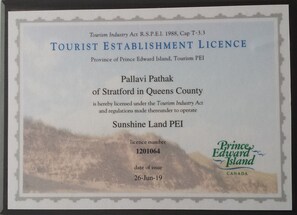 Tourism Industry Act R.S.P.E.I. 1988, Cap T-3.3
TOURIST ESTABLISHMENT LICENCE
Province of Prince Edward Island, Tourism PEI
Pallavi Pathak
of Stratford in Queens County
is hereby licensed under the Tourism Industry Act
and regulations made thereunder to operate
Sunshine Land PEI
licence number
1201064
date of issue
26-Jun-19
Prince
Edward
Island
CANADA